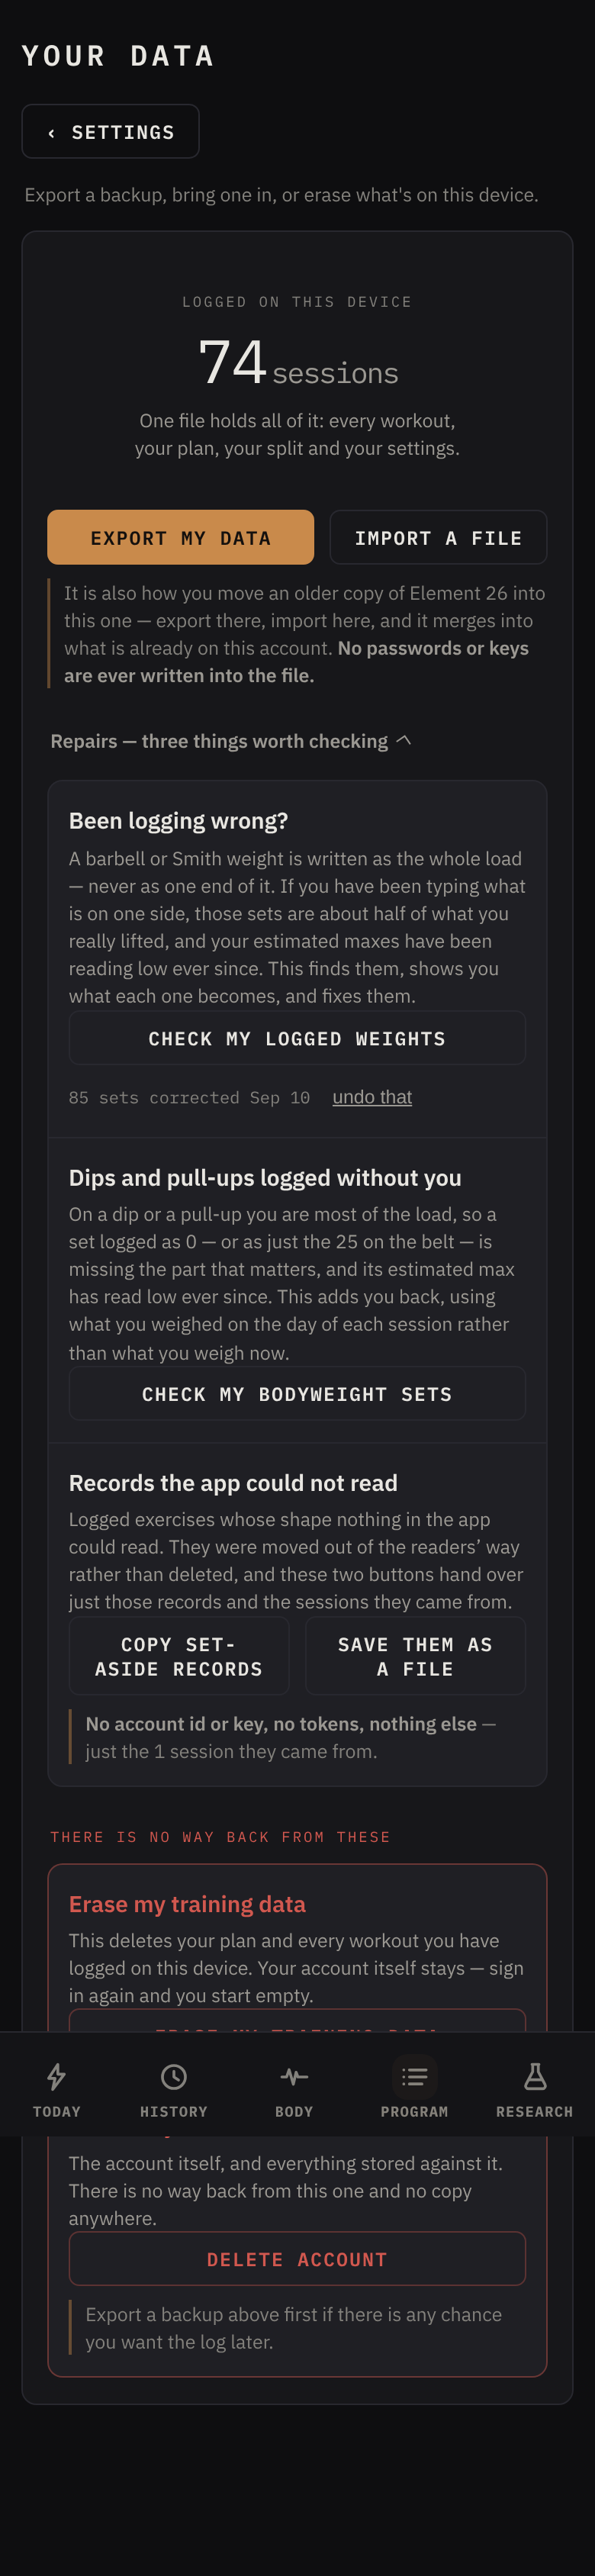 YOUR DATA
‹ SETTINGS
Export a backup, bring one in, or erase what's on this device.
LOGGED ON THIS DEVICE
74 sessions
One file holds all of it: every workout,
your plan, your split and your settings.
EXPORT MY DATA
IMPORT A FILE
It is also how you move an older copy of Element 26 into
this one — export there, import here, and it merges into
what is already on this account. No passwords or keys
are ever written into the file.
Repairs — three things worth checking
Been logging wrong?
A barbell or Smith weight is written as the whole load
— never as one end of it. If you have been typing what
is on one side, those sets are about half of what you
really lifted, and your estimated maxes have been
reading low ever since. This finds them, shows you
what each one becomes, and fixes them.
CHECK MY LOGGED WEIGHTS
85 sets corrected Sep 10 undo that
Dips and pull-ups logged without you
On a dip or a pull-up you are most of the load, so a
set logged as 0 — or as just the 25 on the belt — is
missing the part that matters, and its estimated max
has read low ever since. This adds you back, using
what you weighed on the day of each session rather
than what you weigh now.
CHECK MY BODYWEIGHT SETS
Records the app could not read
Logged exercises whose shape nothing in the app
could read. They were moved out of the readers’ way
rather than deleted, and these two buttons hand over
just those records and the sessions they came from.
COPY SET-
ASIDE RECORDS
SAVE THEM AS
A FILE
No account id or key, no tokens, nothing else —
just the 1 session they came from.
THERE IS NO WAY BACK FROM THESE
Erase my training data
This deletes your plan and every workout you have
logged on this device. Your account itself stays — sign
in again and you start empty.
ERASE MY TRAINING DATA
TODAY
HISTORY
BODY
PROGRAM
RESEARCH
The account itself, and everything stored against it.
There is no way back from this one and no copy
anywhere.
DELETE ACCOUNT
Export a backup above first if there is any chance
you want the log later.